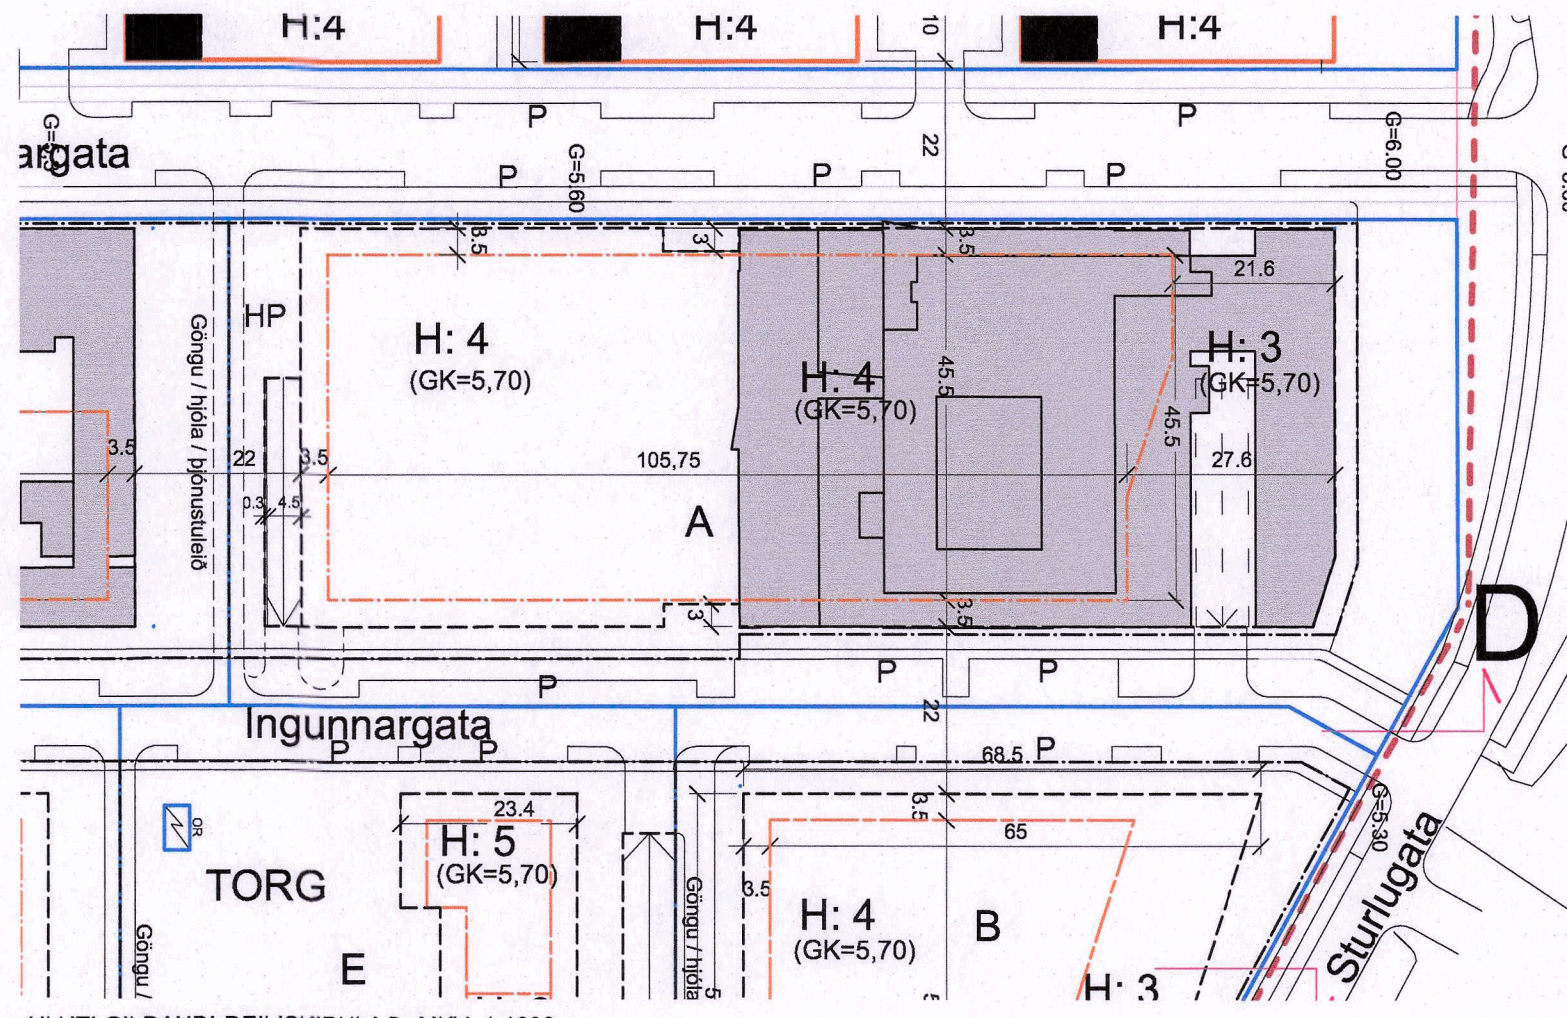 H:4
H:4
10
H:4
P
P
22
G=6.00
argata
G=5.60
P
P
P
3.5
3
3.5
21.6
HP
Göngu / hjóla / þjónustuleið
H: 4
(GK=5,70)
H: 4
(GK=5,70)
45.5
H: 3
(GK=5,70)
45.5
3.5
22
3.5
105,75
27.6
0.3
4.5
A
3
3.5
D
P
P
P
22
Ingunnargata
P
P
68.5
P
23.4
3.5
65
G=5.30
ÓR
H: 5
(GK=5,70)
TORG
3.5
Göngu / hjóla
H: 4
(GK=5,70)
B
Sturlugata
Göngu /
E
5
H: 3